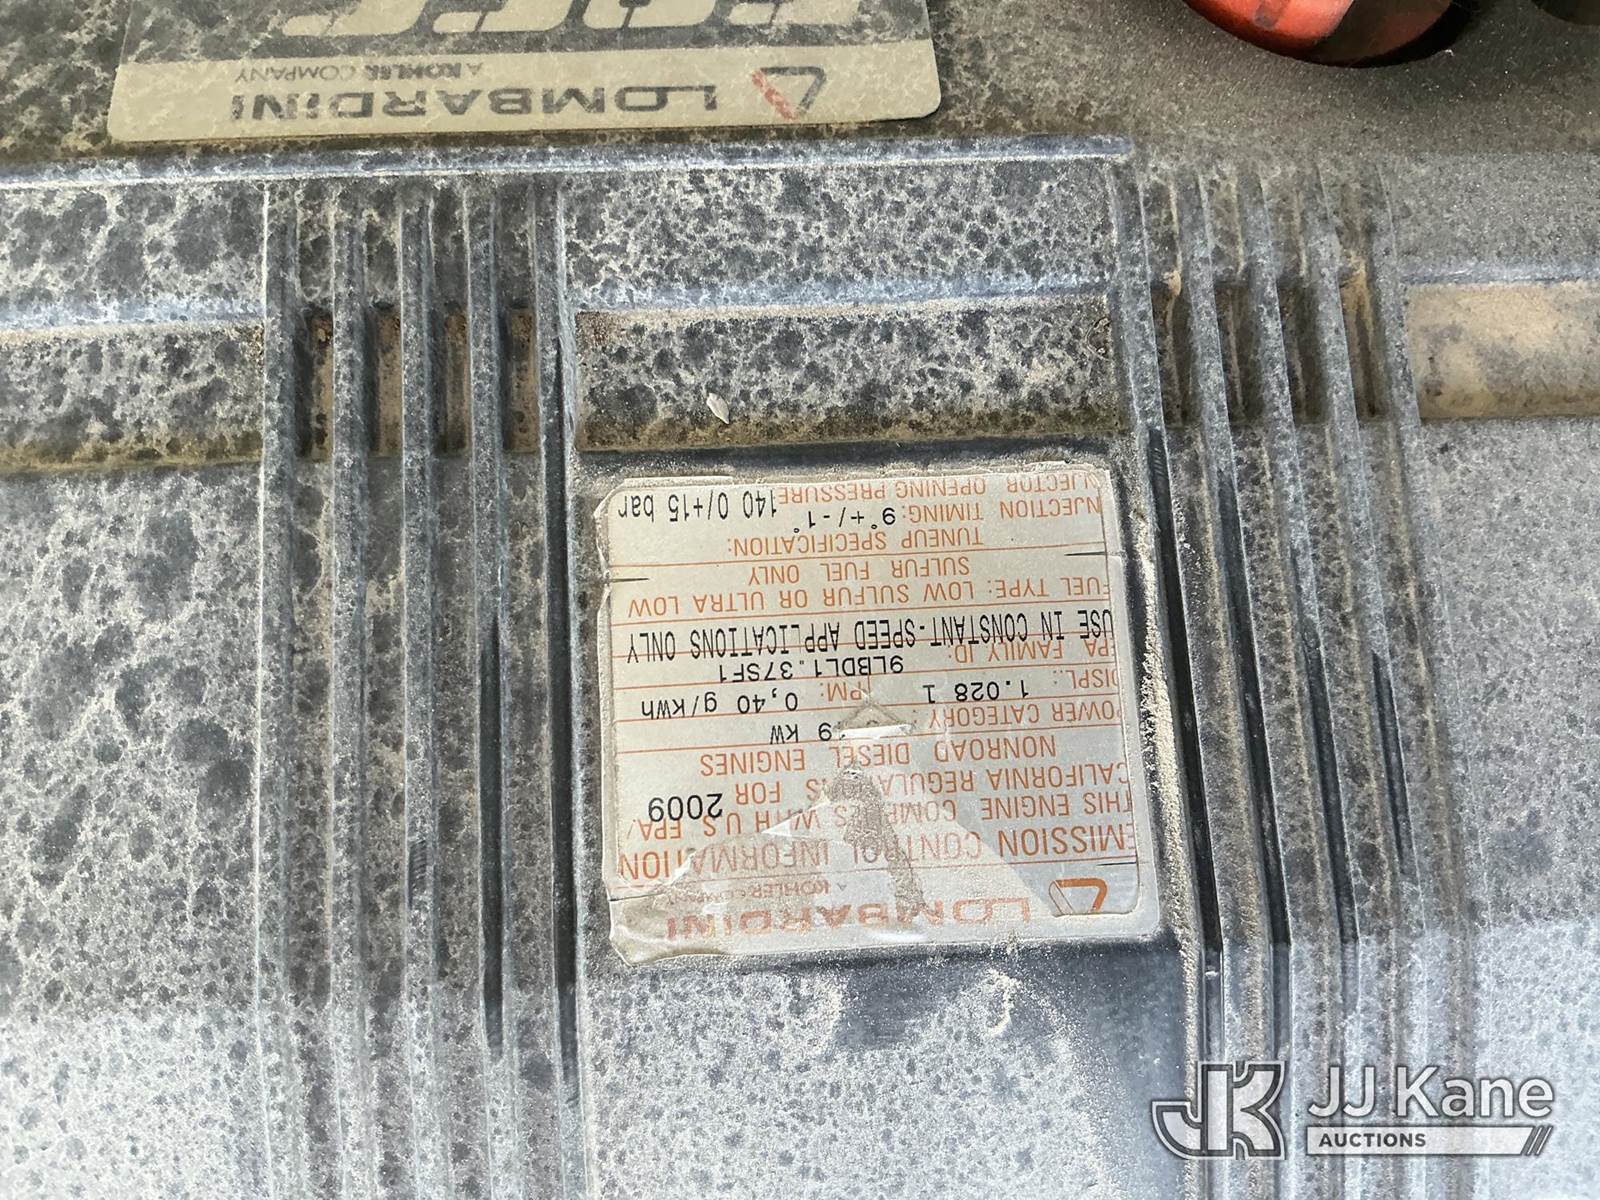 LOMBARDINI
A KOHLER COMPANY
LOMBARDINI
A KOHLER COMPANY
EMISSION CONTROL INFORMATION
THIS ENGINE COMPLIES WITH U.S EPA/
CALIFORNIA REGULATIONS FOR 2009
NONROAD DIESEL ENGINES
POWER CATEGORY: 9 kW
DISPL.: 1.028 l PM: 0,40 g/kWh
EPA FAMILY ID: 9LBDL1.37SF1
USE IN CONSTANT-SPEED APPLICATIONS ONLY
FUEL TYPE: LOW SULFUR OR ULTRA LOW
SULFUR FUEL ONLY
TUNEUP SPECIFICATION:
INJECTION TIMING: 9°+/-1°
INJECTOR OPENING PRESSURE: 140 0/+15 bar
JK JJ Kane
AUCTIONS